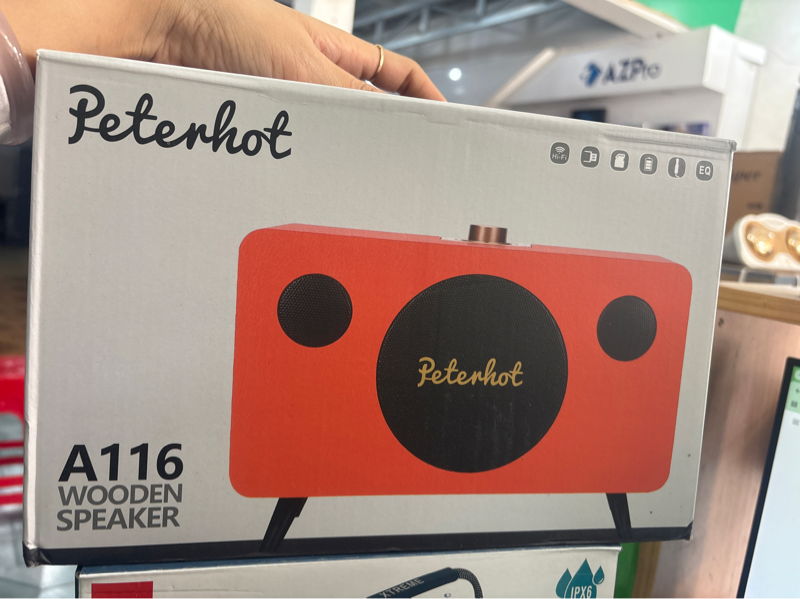 AZPro
Peterhot
Hi-Fi
EQ
Peterhot
A116
WOODEN
SPEAKER
XTREME
IPX6